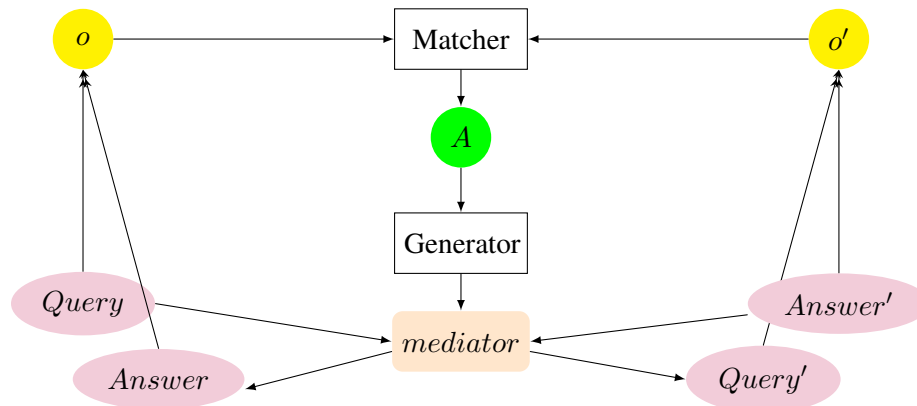 o
Matcher
o′
A
Generator
Query
Answer′
mediator
Answer
Query′